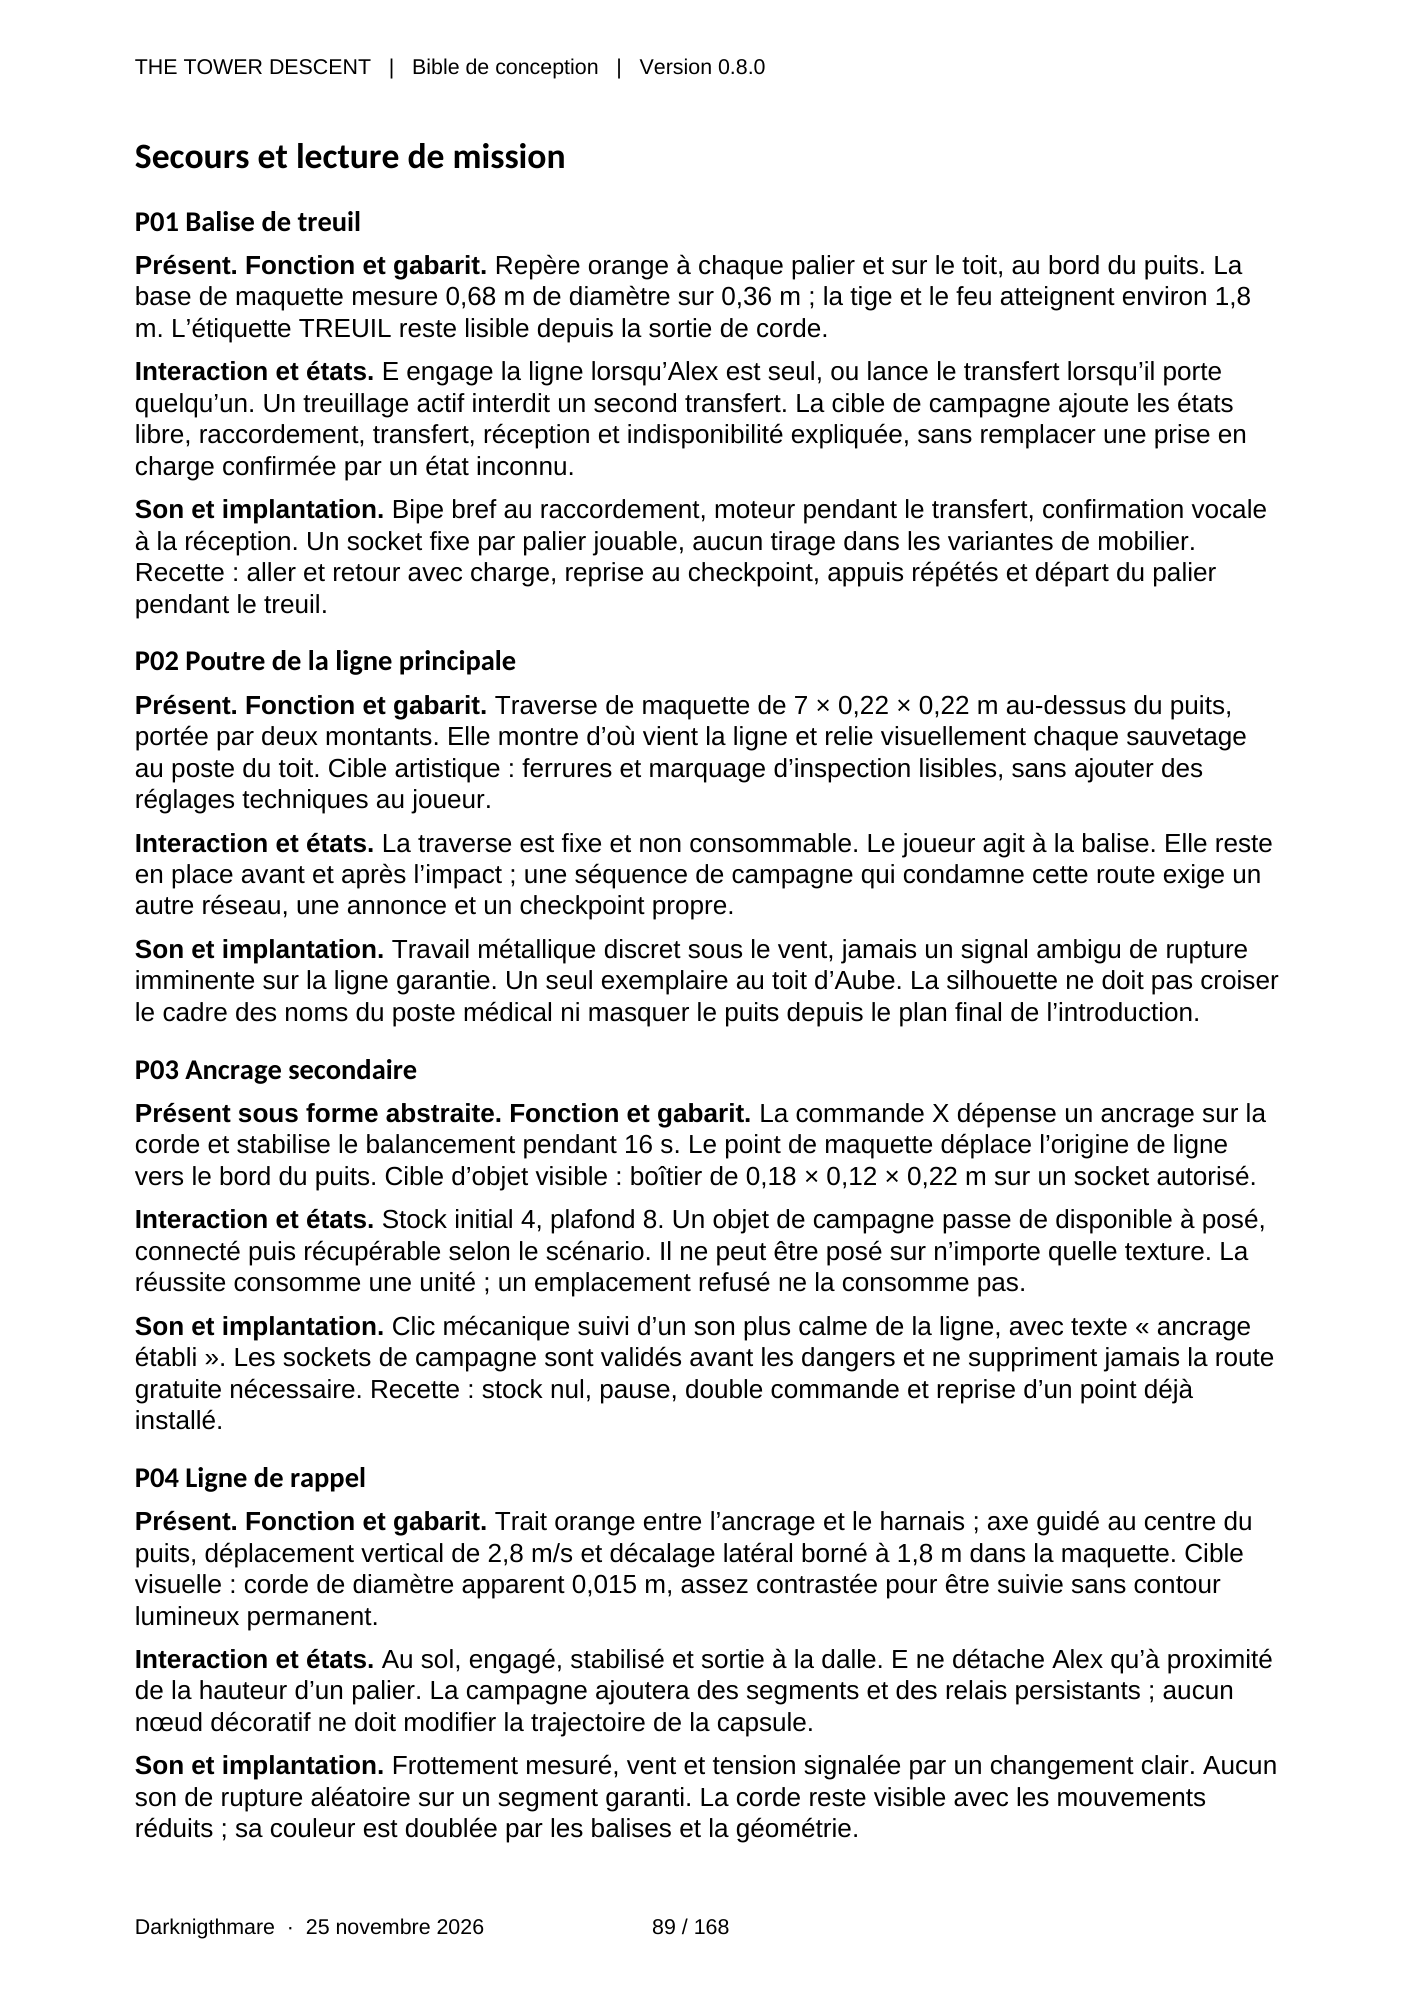 THE TOWER DESCENT | Bible de conception | Version 0.8.0
Secours et lecture de mission
P01 Balise de treuil
Présent. Fonction et gabarit. Repère orange à chaque palier et sur le toit, au bord du puits. La
base de maquette mesure 0,68 m de diamètre sur 0,36 m ; la tige et le feu atteignent environ 1,8
m. L’étiquette TREUIL reste lisible depuis la sortie de corde.
Interaction et états. E engage la ligne lorsqu’Alex est seul, ou lance le transfert lorsqu’il porte
quelqu’un. Un treuillage actif interdit un second transfert. La cible de campagne ajoute les états
libre, raccordement, transfert, réception et indisponibilité expliquée, sans remplacer une prise en
charge confirmée par un état inconnu.
Son et implantation. Bipe bref au raccordement, moteur pendant le transfert, confirmation vocale
à la réception. Un socket fixe par palier jouable, aucun tirage dans les variantes de mobilier.
Recette : aller et retour avec charge, reprise au checkpoint, appuis répétés et départ du palier
pendant le treuil.
P02 Poutre de la ligne principale
Présent. Fonction et gabarit. Traverse de maquette de 7 × 0,22 × 0,22 m au-dessus du puits,
portée par deux montants. Elle montre d’où vient la ligne et relie visuellement chaque sauvetage
au poste du toit. Cible artistique : ferrures et marquage d’inspection lisibles, sans ajouter des
réglages techniques au joueur.
Interaction et états. La traverse est fixe et non consommable. Le joueur agit à la balise. Elle reste
en place avant et après l’impact ; une séquence de campagne qui condamne cette route exige un
autre réseau, une annonce et un checkpoint propre.
Son et implantation. Travail métallique discret sous le vent, jamais un signal ambigu de rupture
imminente sur la ligne garantie. Un seul exemplaire au toit d’Aube. La silhouette ne doit pas croiser
le cadre des noms du poste médical ni masquer le puits depuis le plan final de l’introduction.
P03 Ancrage secondaire
Présent sous forme abstraite. Fonction et gabarit. La commande X dépense un ancrage sur la
corde et stabilise le balancement pendant 16 s. Le point de maquette déplace l’origine de ligne
vers le bord du puits. Cible d’objet visible : boîtier de 0,18 × 0,12 × 0,22 m sur un socket autorisé.
Interaction et états. Stock initial 4, plafond 8. Un objet de campagne passe de disponible à posé,
connecté puis récupérable selon le scénario. Il ne peut être posé sur n’importe quelle texture. La
réussite consomme une unité ; un emplacement refusé ne la consomme pas.
Son et implantation. Clic mécanique suivi d’un son plus calme de la ligne, avec texte « ancrage
établi ». Les sockets de campagne sont validés avant les dangers et ne suppriment jamais la route
gratuite nécessaire. Recette : stock nul, pause, double commande et reprise d’un point déjà
installé.
P04 Ligne de rappel
Présent. Fonction et gabarit. Trait orange entre l’ancrage et le harnais ; axe guidé au centre du
puits, déplacement vertical de 2,8 m/s et décalage latéral borné à 1,8 m dans la maquette. Cible
visuelle : corde de diamètre apparent 0,015 m, assez contrastée pour être suivie sans contour
lumineux permanent.
Interaction et états. Au sol, engagé, stabilisé et sortie à la dalle. E ne détache Alex qu’à proximité
de la hauteur d’un palier. La campagne ajoutera des segments et des relais persistants ; aucun
nœud décoratif ne doit modifier la trajectoire de la capsule.
Son et implantation. Frottement mesuré, vent et tension signalée par un changement clair. Aucun
son de rupture aléatoire sur un segment garanti. La corde reste visible avec les mouvements
réduits ; sa couleur est doublée par les balises et la géométrie.
Darknigthmare · 25 novembre 2026 89 / 168